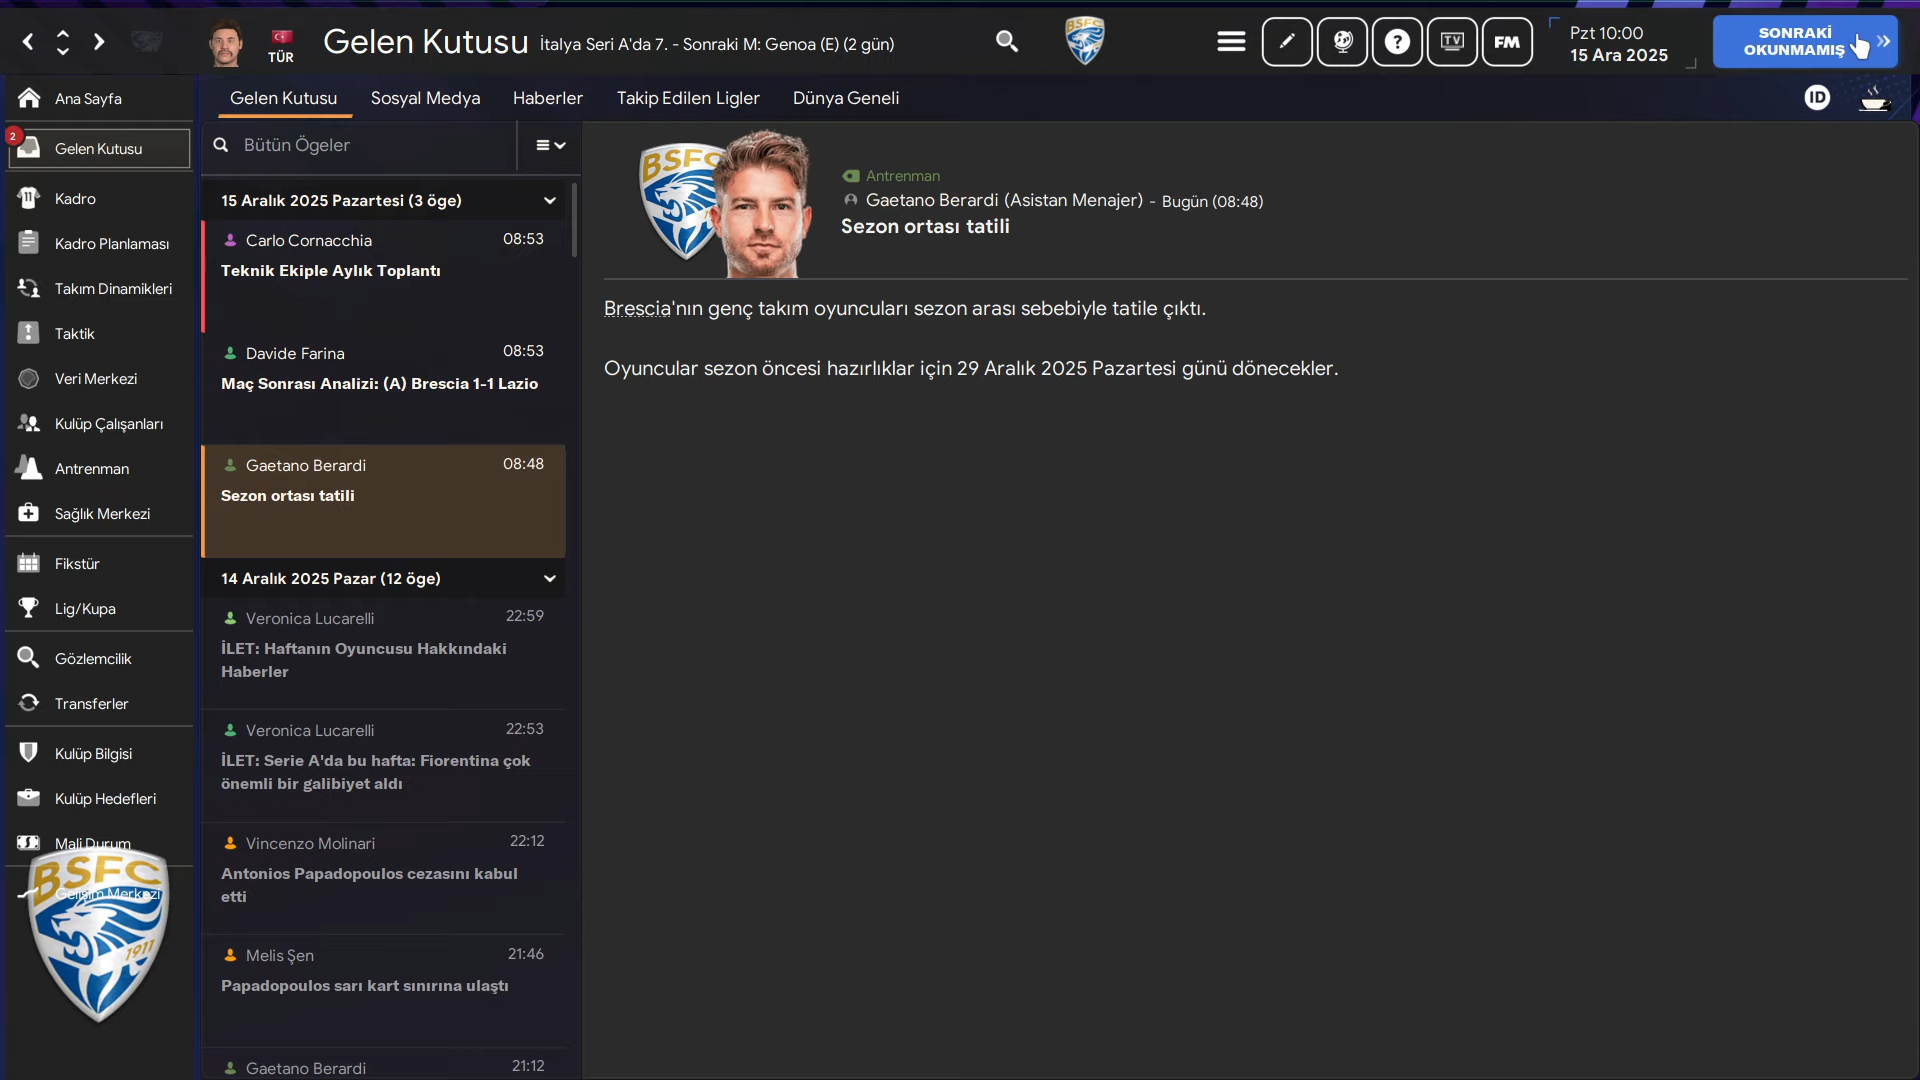 TÜR
Gelen Kutusu
İtalya Seri A'da 7. - Sonraki M: Genoa (E) (2 gün)
BSFC
?
TV
FM
Pzt 10:00
15 Ara 2025
SONRAKİ
OKUNMAMIŞ
Ana Sayfa
2
Gelen Kutusu
Kadro
Kadro Planlaması
Takım Dinamikleri
Taktik
Veri Merkezi
Kulüp Çalışanları
Antrenman
Sağlık Merkezi
Fikstür
Lig/Kupa
Gözlemcilik
Transferler
Kulüp Bilgisi
Kulüp Hedefleri
Mali Durum
Gelişim Merkezi
BSFC
1911
Gelen Kutusu
Sosyal Medya
Haberler
Takip Edilen Ligler
Dünya Geneli
ID
Bütün Ögeler
15 Aralık 2025 Pazartesi (3 öge)
Carlo Cornacchia
08:53
Teknik Ekiple Aylık Toplantı
Davide Farina
08:53
Maç Sonrası Analizi: (A) Brescia 1-1 Lazio
Gaetano Berardi
08:48
Sezon ortası tatili
14 Aralık 2025 Pazar (12 öge)
Veronica Lucarelli
22:59
İLET: Haftanın Oyuncusu Hakkındaki
Haberler
Veronica Lucarelli
22:53
İLET: Serie A'da bu hafta: Fiorentina çok
önemli bir galibiyet aldı
Vincenzo Molinari
22:12
Antonios Papadopoulos cezasını kabul
etti
Melis Şen
21:46
Papadopoulos sarı kart sınırına ulaştı
Gaetano Berardi
21:12
BSFC
Antrenman
Gaetano Berardi (Asistan Menajer) - Bugün (08:48)
Sezon ortası tatili
Brescia'nın genç takım oyuncuları sezon arası sebebiyle tatile çıktı.
Oyuncular sezon öncesi hazırlıklar için 29 Aralık 2025 Pazartesi günü dönecekler.